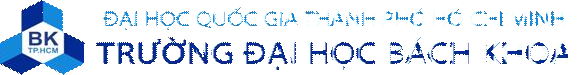 BK
TP.HCM
ĐẠI HỌC QUỐC GIA THÀNH PHỐ HỒ CHÍ MINH
TRƯỜNG ĐẠI HỌC BÁCH KHOA